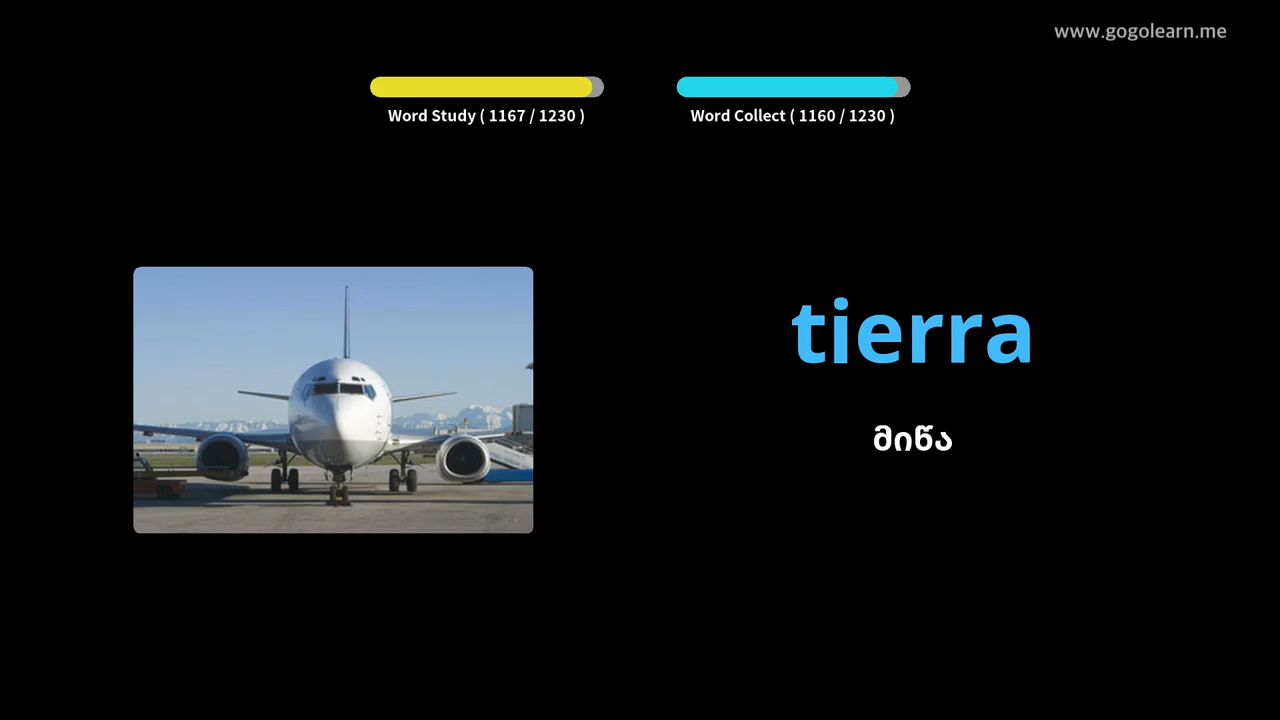 www.gogolearn.me
Word Study ( 1167 / 1230 )
Word Collect ( 1160 / 1230 )
tierra
მიწა